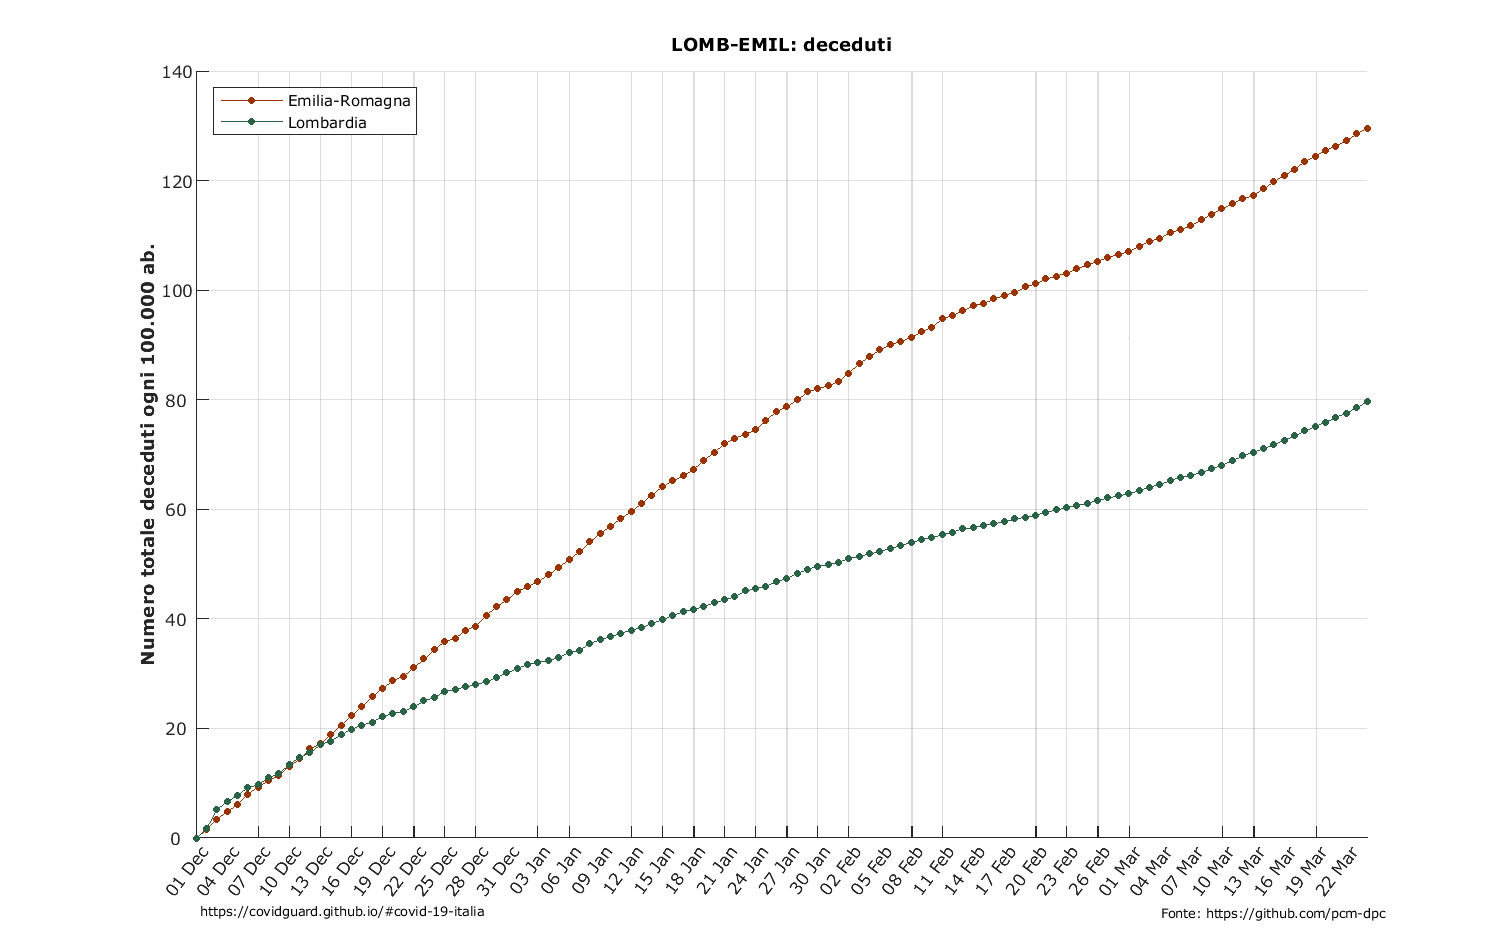 LOMB-EMIL: deceduti
Emilia-Romagna
Lombardia
Numero totale deceduti ogni 100.000 ab.
140
120
100
80
60
40
20
0
01 Dec
04 Dec
07 Dec
10 Dec
13 Dec
16 Dec
19 Dec
22 Dec
25 Dec
28 Dec
31 Dec
03 Jan
06 Jan
09 Jan
12 Jan
15 Jan
18 Jan
21 Jan
24 Jan
27 Jan
30 Jan
02 Feb
05 Feb
08 Feb
11 Feb
14 Feb
17 Feb
20 Feb
23 Feb
26 Feb
01 Mar
04 Mar
07 Mar
10 Mar
13 Mar
16 Mar
19 Mar
22 Mar
https://covidguard.github.io/#covid-19-italia
Fonte: https://github.com/pcm-dpc